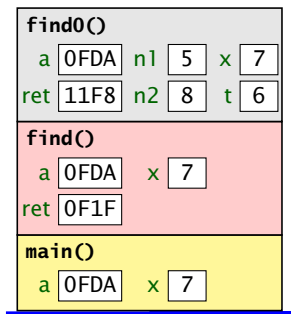 find0()
a 0FDA n1 5 x 7
ret 11F8 n2 8 t 6
find()
a 0FDA x 7
ret 0F1F
main()
a 0FDA x 7